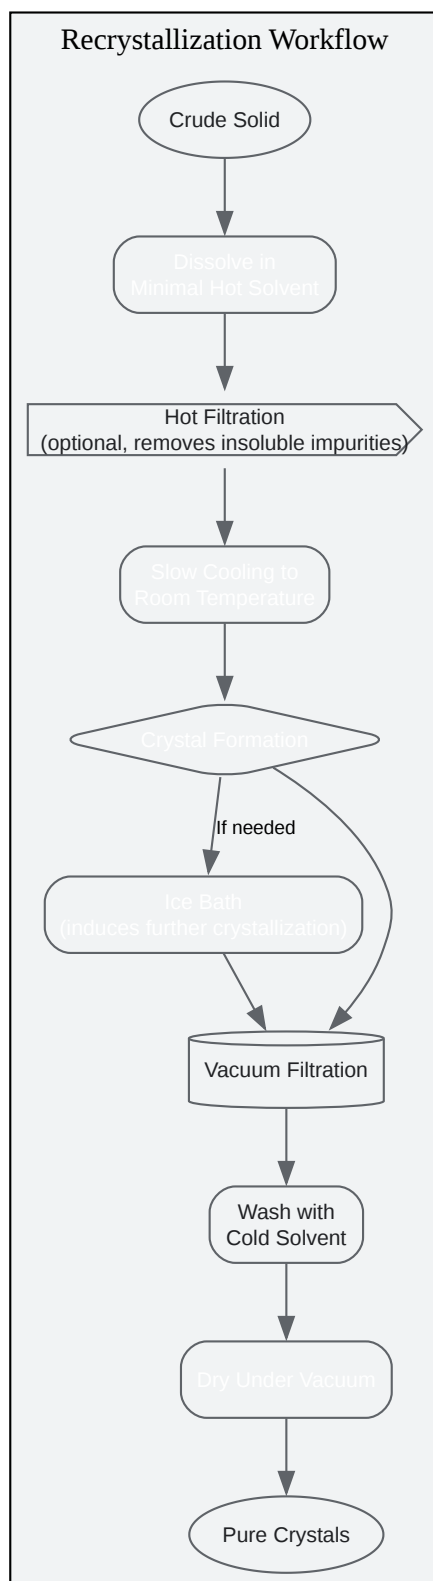 Recrystallization Workflow
Crude Solid
Dissolve in
Minimal Hot Solvent
Hot Filtration
(optional, removes insoluble impurities)
Slow Cooling to
Room Temperature
Crystal Formation
If needed
Ice Bath
(induces further crystallization)
Vacuum Filtration
Wash with
Cold Solvent
Dry Under Vacuum
Pure Crystals